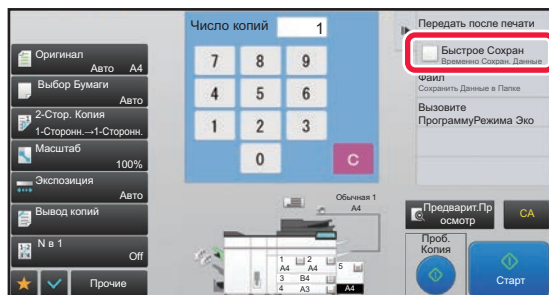 Число копий 1
Оригинал
Авто A4
Выбор Бумаги
Авто
2-Стор. Копия
1-Сторонн.→1-Сторонн.
Масштаб
100%
Экспозиция
Авто
Вывод копий
N в 1
Off
Прочие
7 8 9
4 5 6
1 2 3
0 C
Обычная 1
A4
1 2 5
A4 A4
3 B4
4 A3 A4
Передать после печати
Быстрое Сохран
Временно Сохран. Данные
Файл
Сохранить Данные в Папке
Вызовите
ПрограммуРежима Эко
Предварит.Пр
осмотр
CA
Проб.
Копия
Старт